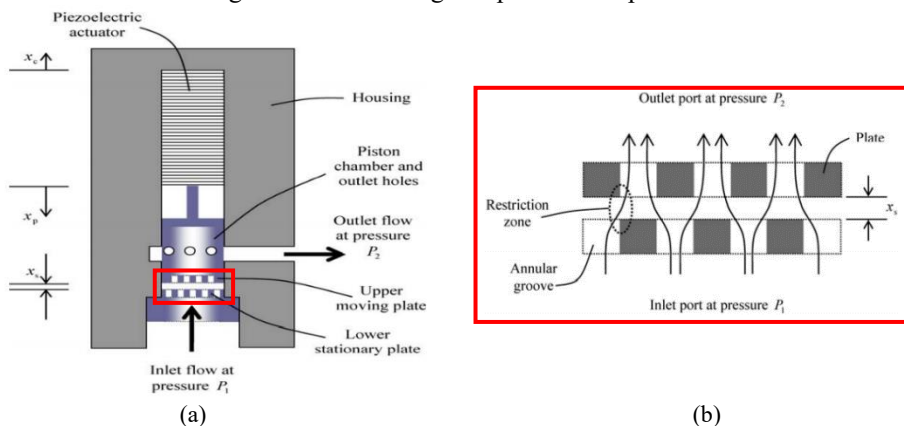 Piezoelectric
actuator
x_c
Housing
Piston
chamber and
outlet holes
x_p
Outlet flow
at pressure
P_2
x_s
Upper
moving plate
Lower
stationary plate
Inlet flow at
pressure P_1
(a)
Outlet port at pressure P_2
Plate
Restriction
zone
x_s
Annular
groove
Inlet port at pressure P_1
(b)